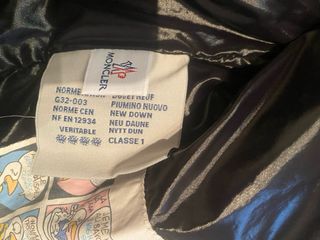 MONCLER
NORME
G32-003
NORME CEN
NF EN 12934
VERITABLE
DUVET NEUF
PIUMINO NUOVO
NEW DOWN
NEU DAUNE
NYTT DUN
CLASSE 1